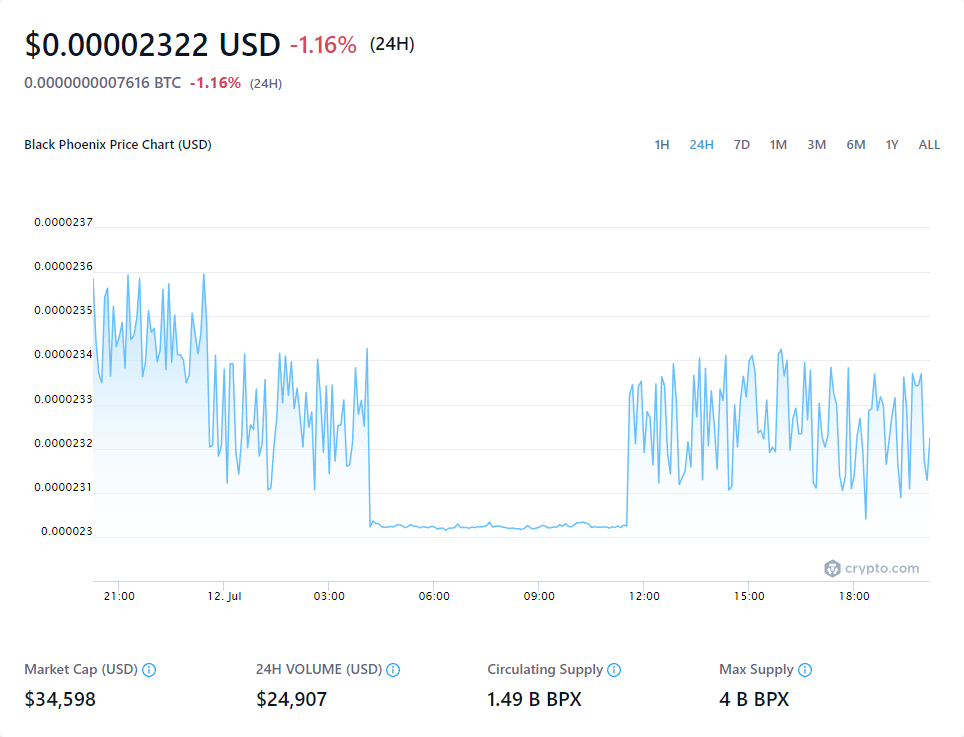 $0.00002322 USD -1.16% (24H)
0.0000000007616 BTC -1.16% (24H)
Black Phoenix Price Chart (USD) 1H 24H 7D 1M 3M 6M 1Y ALL
0.0000237
0.0000236
0.0000235
0.0000234
0.0000233
0.0000232
0.0000231
0.000023
crypto.com
21:00 12. Jul 03:00 06:00 09:00 12:00 15:00 18:00
Market Cap (USD) 24H VOLUME (USD) Circulating Supply Max Supply
$34,598 $24,907 1.49 B BPX 4 B BPX